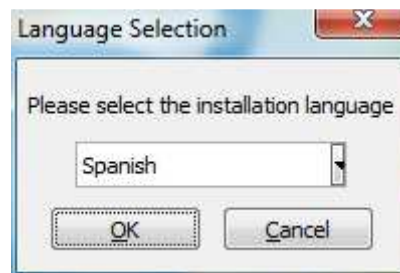 Language Selection
Please select the installation language
Spanish
OK
Cancel